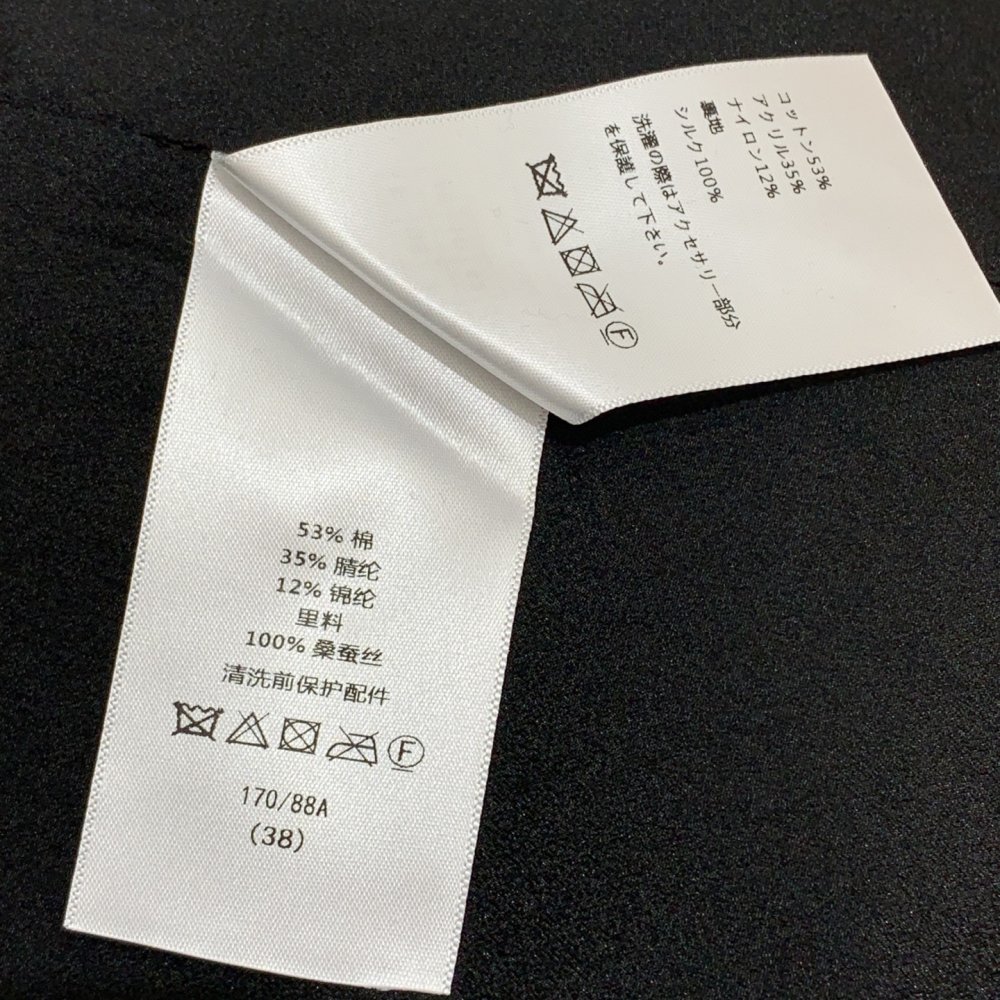 コットン53%
アクリル35%
ナイロン12%
裏地
シルク100%
洗濯の際はアクセサリー部分
を保護して下さい。
F
53% 棉
35% 腈纶
12% 锦纶
里料
100% 桑蚕丝
清洗前保护配件
F
170/88A
(38)